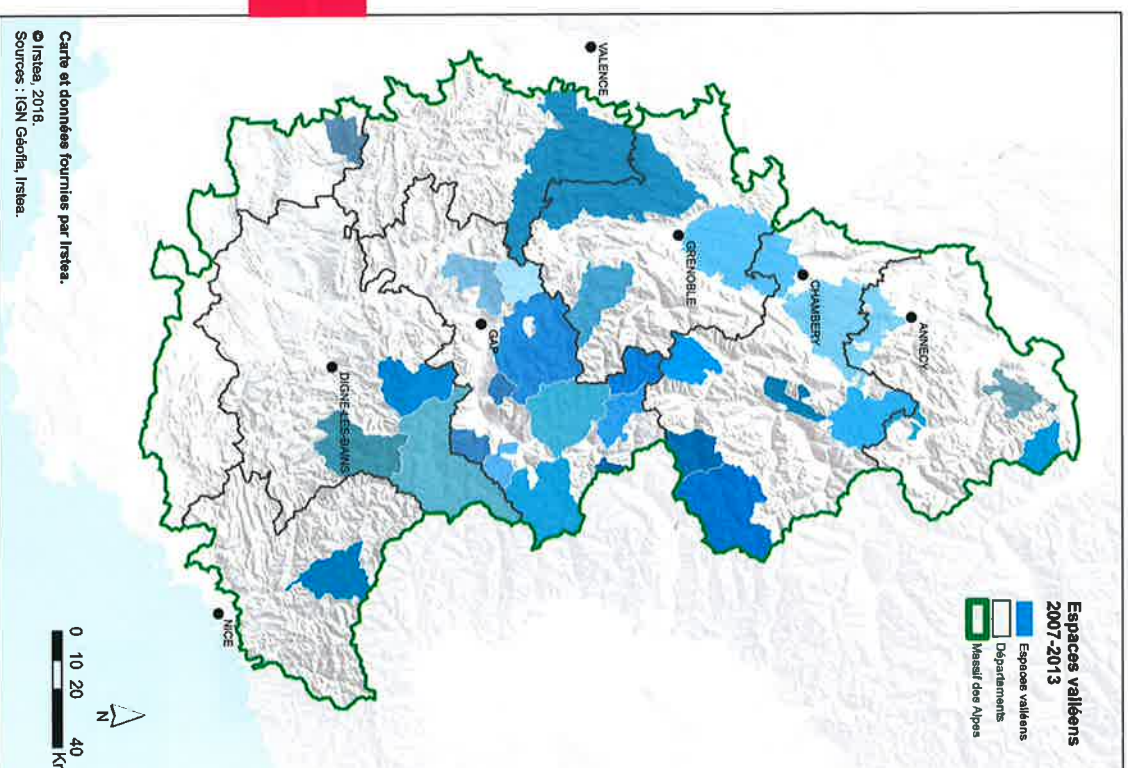 Espaces valléens
2007-2013
Espaces valléens
Départements
Massif des Alpes
ANNECY
CHAMBERY
GRENOBLE
VALENCE
GAP
DIGNE-LES-BAINS
NICE
N
0 10 20 40
Carte et données fournies par Irstea.
© Irstea, 2016.
Sources : IGN Géofla, Irstea.